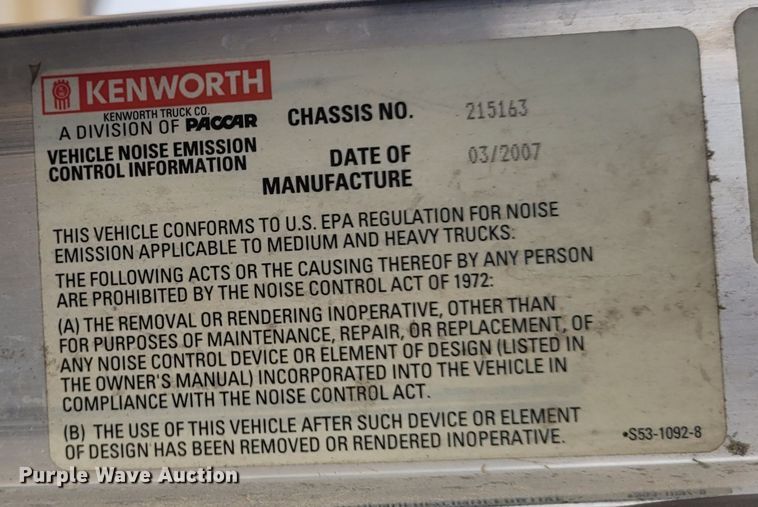 KENWORTH
KENWORTH TRUCK CO.
A DIVISION OF PACCAR
CHASSIS NO. 215163
VEHICLE NOISE EMISSION
CONTROL INFORMATION
DATE OF
MANUFACTURE
03/2007
THIS VEHICLE CONFORMS TO U.S. EPA REGULATION FOR NOISE
EMISSION APPLICABLE TO MEDIUM AND HEAVY TRUCKS:
THE FOLLOWING ACTS OR THE CAUSING THEREOF BY ANY PERSON
ARE PROHIBITED BY THE NOISE CONTROL ACT OF 1972:
(A) THE REMOVAL OR RENDERING INOPERATIVE, OTHER THAN
FOR PURPOSES OF MAINTENANCE, REPAIR, OR REPLACEMENT, OF
ANY NOISE CONTROL DEVICE OR ELEMENT OF DESIGN (LISTED IN
THE OWNER'S MANUAL) INCORPORATED INTO THE VEHICLE IN
COMPLIANCE WITH THE NOISE CONTROL ACT.
(B) THE USE OF THIS VEHICLE AFTER SUCH DEVICE OR ELEMENT
OF DESIGN HAS BEEN REMOVED OR RENDERED INOPERATIVE.
•S53-1092-8
Purple Wave Auction